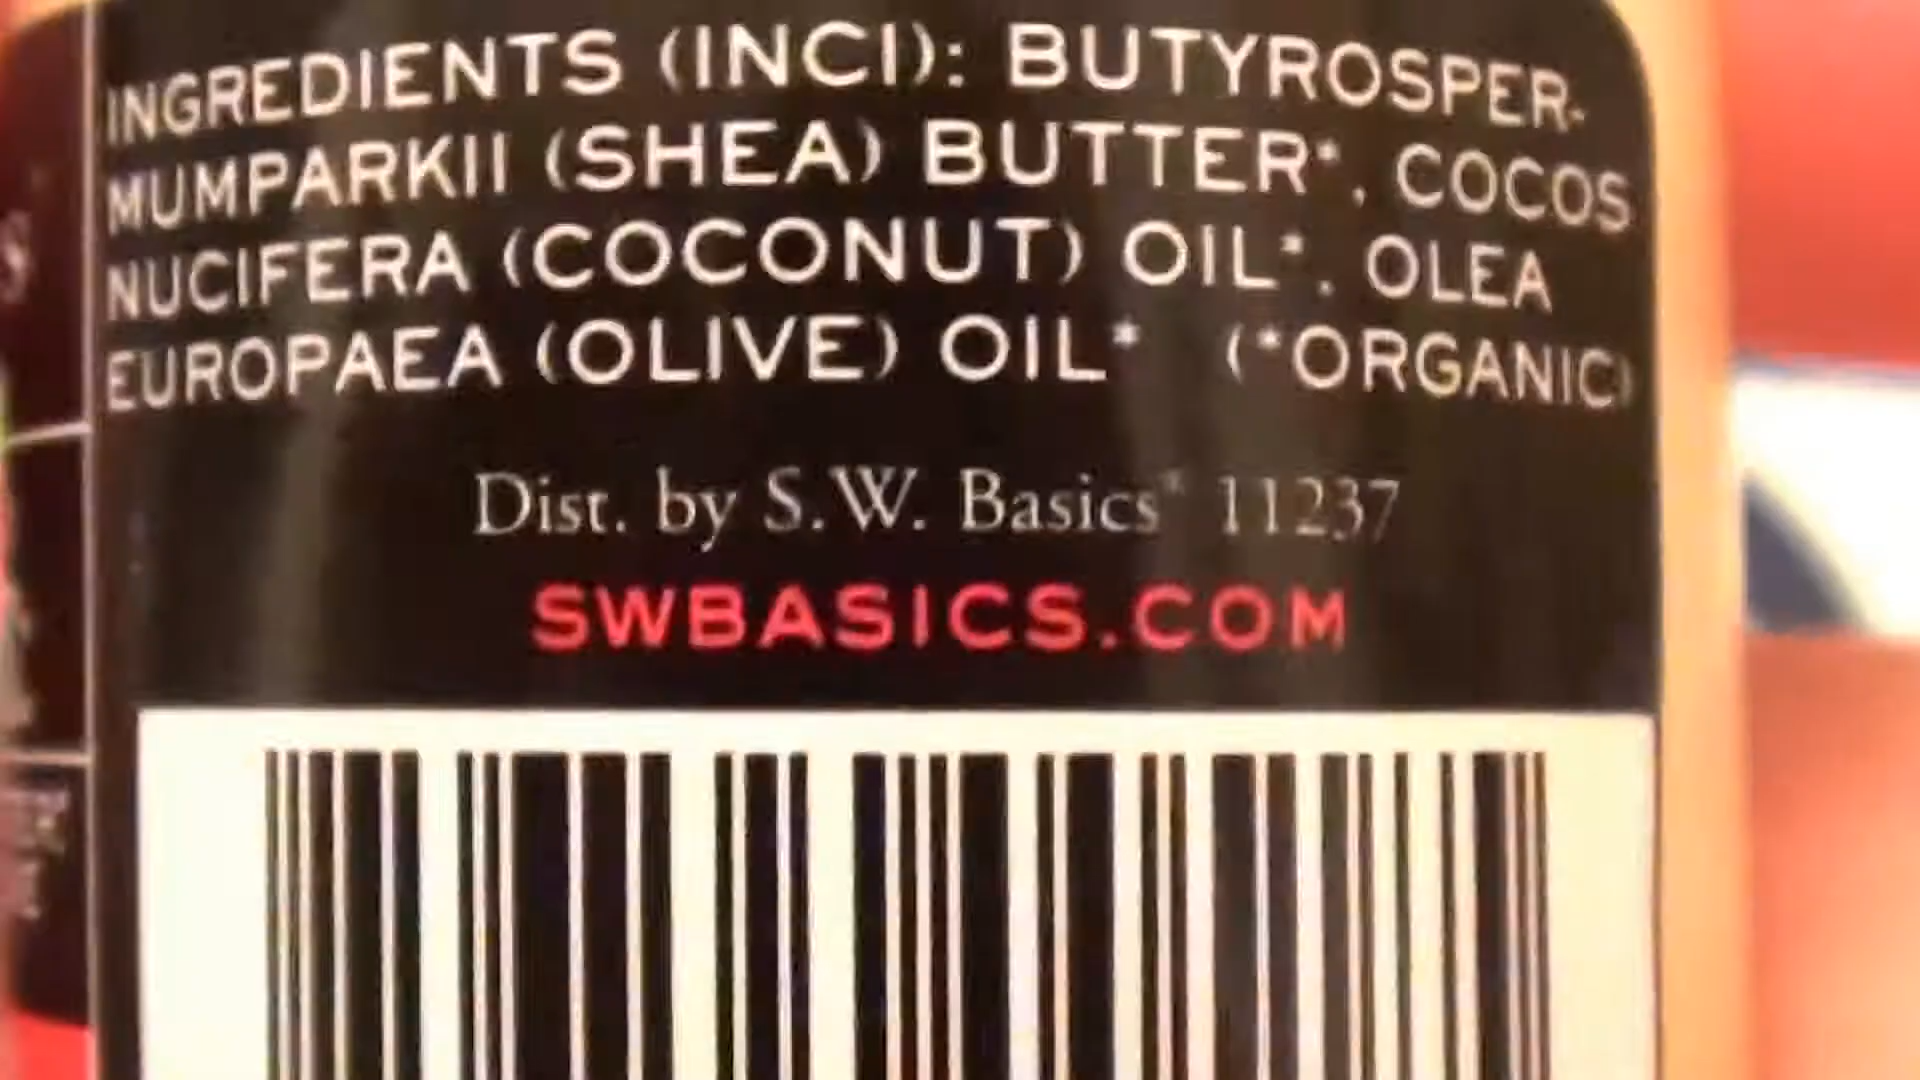 INGREDIENTS (INCI): BUTYROSPER-
MUMPARKII (SHEA) BUTTER*, COCOS
NUCIFERA (COCONUT) OIL*, OLEA
EUROPAEA (OLIVE) OIL* (*ORGANIC)
Dist. by S.W. Basics® 11237
SWBASICS.COM